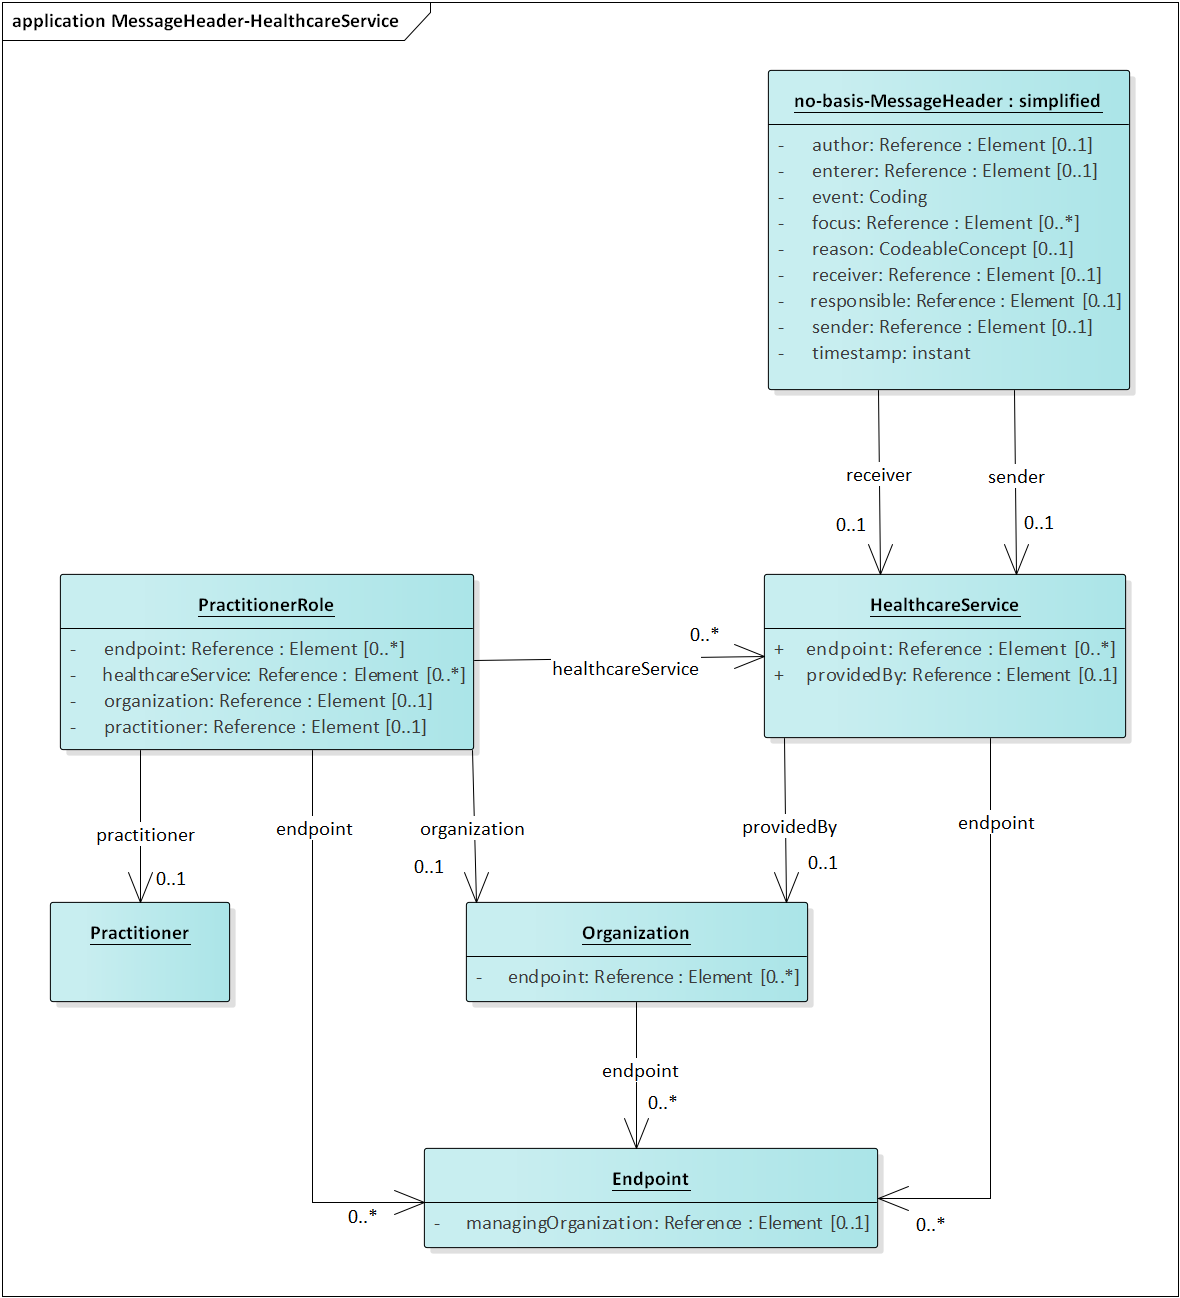 application MessageHeader-HealthcareService
no-basis-MessageHeader : simplified
- author: Reference : Element [0..1]
- enterer: Reference : Element [0..1]
- event: Coding
- focus: Reference : Element [0..*]
- reason: CodeableConcept [0..1]
- receiver: Reference : Element [0..1]
- responsible: Reference : Element [0..1]
- sender: Reference : Element [0..1]
- timestamp: instant
receiver
sender
0..1
0..1
PractitionerRole
- endpoint: Reference : Element [0..*]
- healthcareService: Reference : Element [0..*]
- organization: Reference : Element [0..1]
- practitioner: Reference : Element [0..1]
0..*
healthcareService
HealthcareService
+ endpoint: Reference : Element [0..*]
+ providedBy: Reference : Element [0..1]
practitioner
endpoint
organization
providedBy
endpoint
0..1
0..1
0..1
Practitioner
Organization
- endpoint: Reference : Element [0..*]
endpoint
0..*
Endpoint
- managingOrganization: Reference : Element [0..1]
0..*
0..*